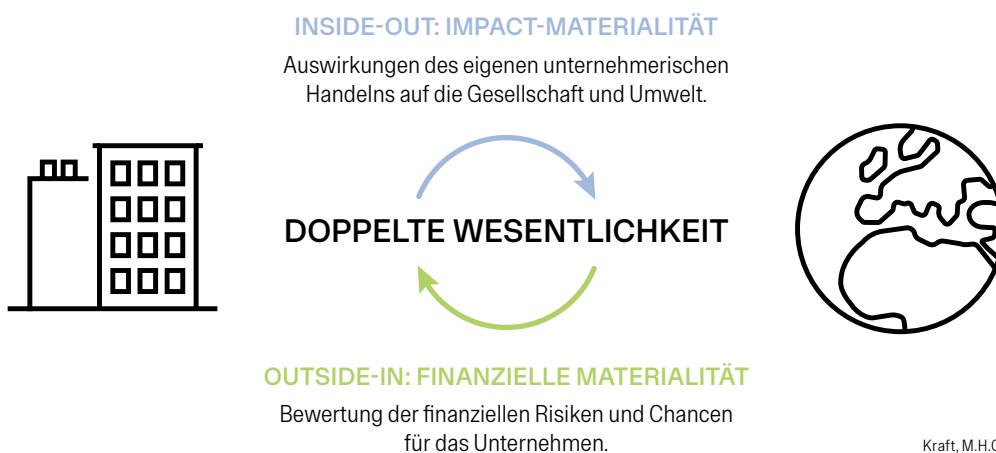 INSIDE-OUT: IMPACT-MATERIALITÄT
Auswirkungen des eigenen unternehmerischen
Handelns auf die Gesellschaft und Umwelt.
DOPPELTE WESENTLICHKEIT
OUTSIDE-IN: FINANZIELLE MATERIALITÄT
Bewertung der finanziellen Risiken und Chancen
für das Unternehmen.
Kraft, M.H.